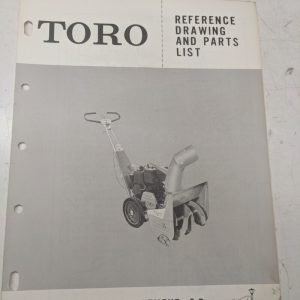 TORO
REFERENCE
DRAWING
AND PARTS
LIST